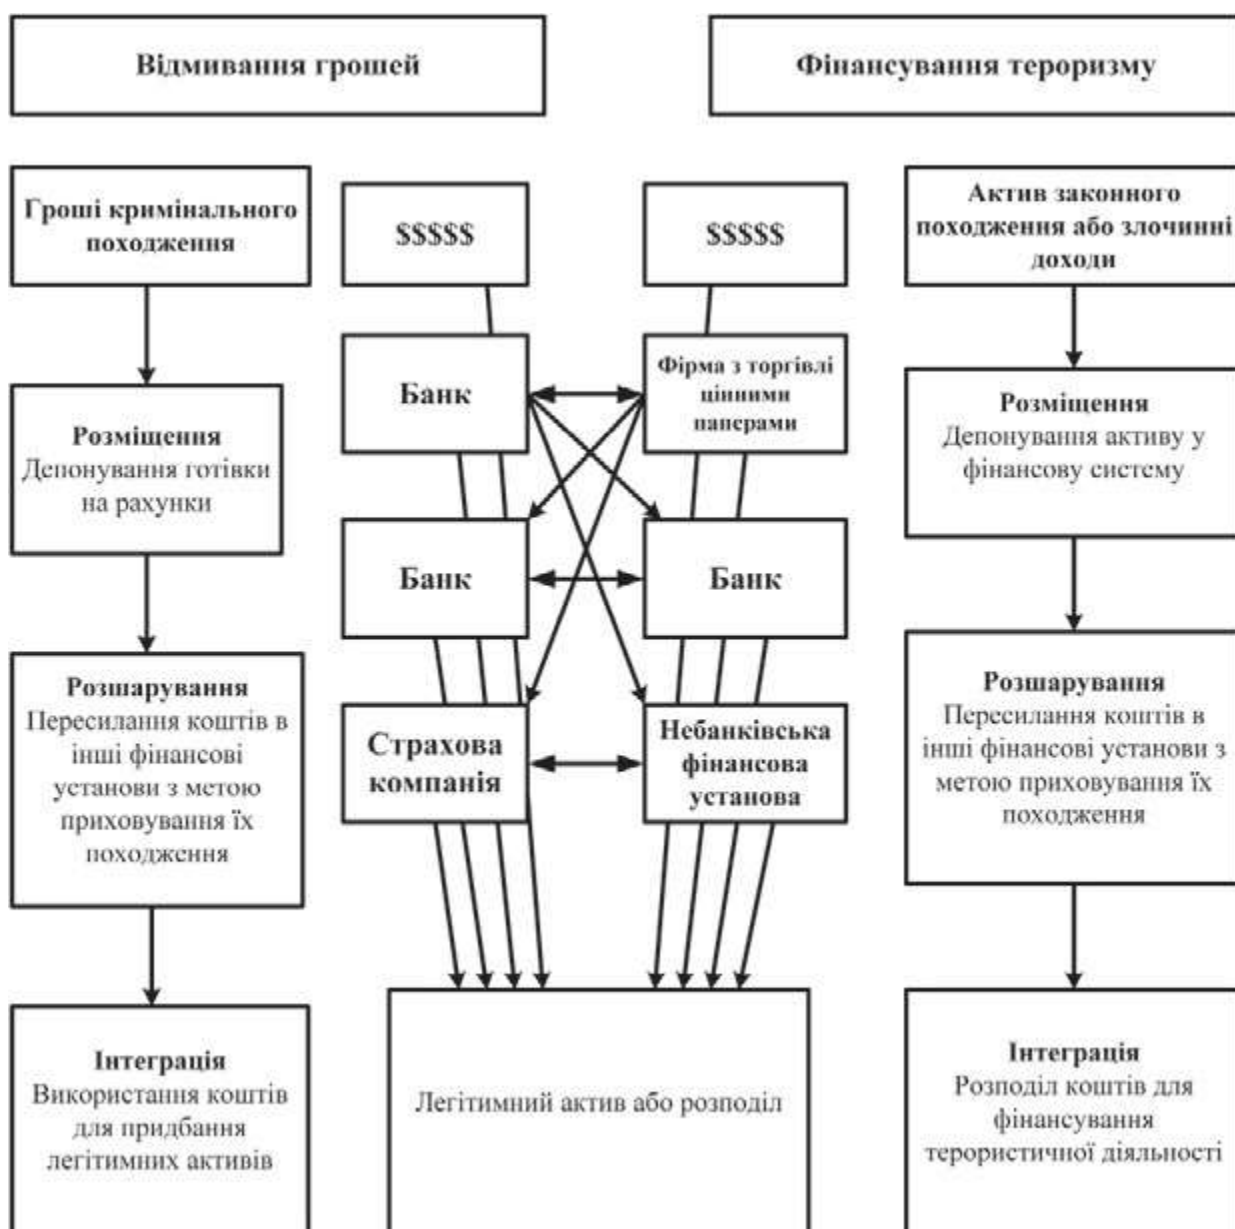 Відмивання грошей
Фінансування тероризму
Гроші кримінального
походження
$$$$$
$$$$$
Актив законного
походження або злочинні
доходи
Банк
Фірма з торгівлі
цінними
паперами
Розміщення
Депонування готівки
на рахунки
Розміщення
Депонування активу у
фінансову систему
Банк
Банк
Розшарування
Пересилання коштів в
інші фінансові
установи з метою
приховування їх
походження
Страхова
компанія
Небанківська
фінансова
установа
Розшарування
Пересилання коштів в
інші фінансові установи з
метою приховування їх
походження
Інтеграція
Використання коштів
для придбання
легітимних активів
Легітимний актив або розподіл
Інтеграція
Розподіл коштів для
фінансування
терористичної діяльності